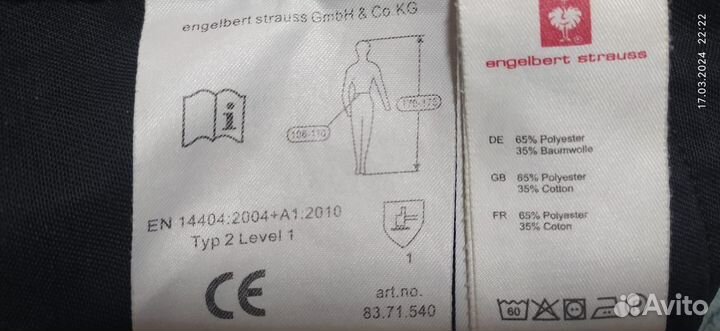 engelbert strauss GmbH & Co KG
170-175
106-110
EN 14404:2004+A1:2010
Typ 2 Level 1
1
CE
art.no.
83.71.540
engelbert strauss
DE 65% Polyester
35% Baumwolle
GB 65% Polyester
35% Cotton
FR 65% Polyester
35% Coton
60
17.03.2024 22:22
Avito